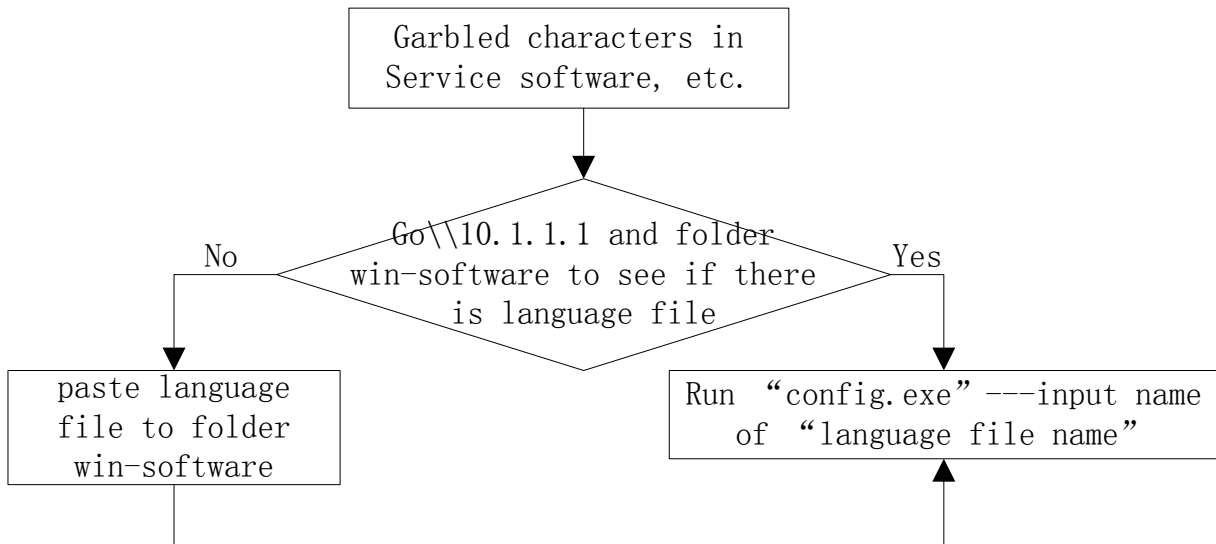 Garbled characters in
Service software, etc.
Go\\10.1.1.1 and folder
win-software to see if there
is language file
No
Yes
paste language
file to folder
win-software
Run “config.exe”---input name
of “language file name”